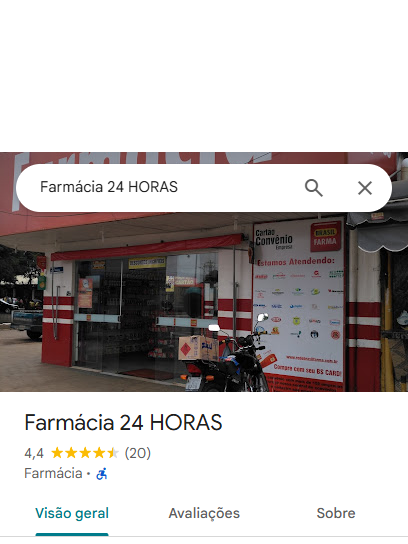 Farmácia 24 HORAS
Cartão
Convênio
Empresa
BRASIL
FARMA
Estamos Atendendo:
Compre com seu BS CARD!
Farmácia 24 HORAS
4,4 (20)
Farmácia ·
Visão geral
Avaliações
Sobre